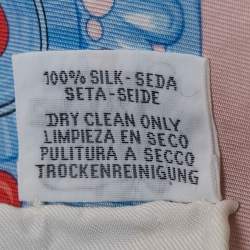 100% SILK - SEDA
SETA - SEIDE
DRY CLEAN ONLY
LIMPIEZA EN SECO
PULITURA A SECCO
TROCKENREINIGUNG